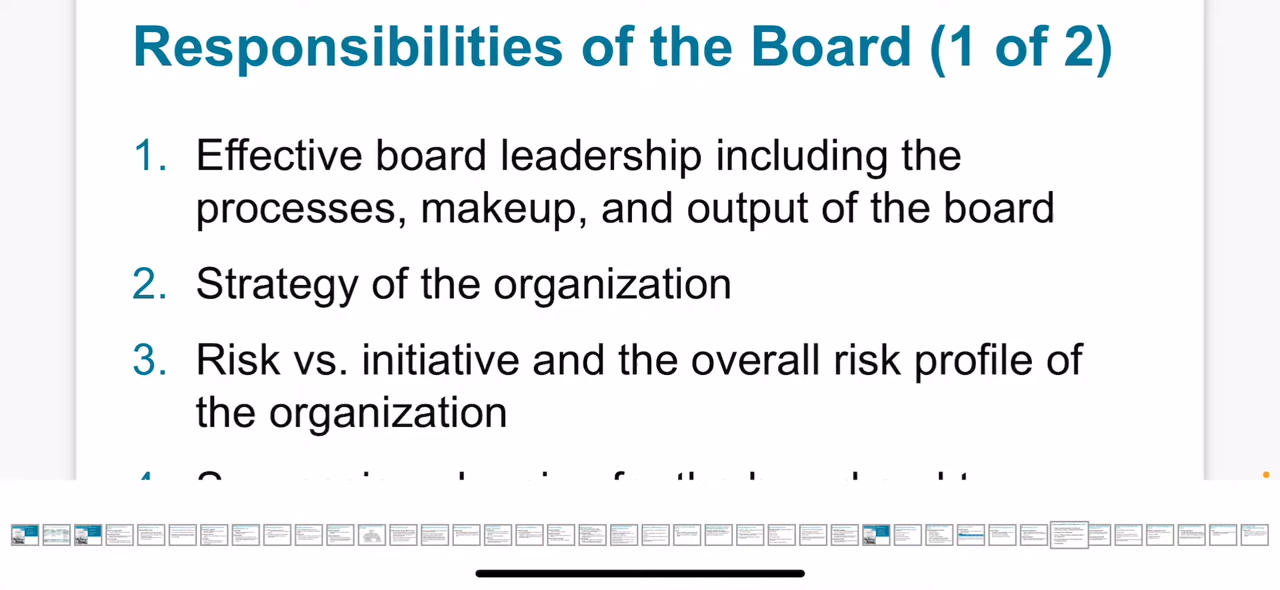 Responsibilities of the Board (1 of 2)
1. Effective board leadership including the
processes, makeup, and output of the board
2. Strategy of the organization
3. Risk vs. initiative and the overall risk profile of
the organization